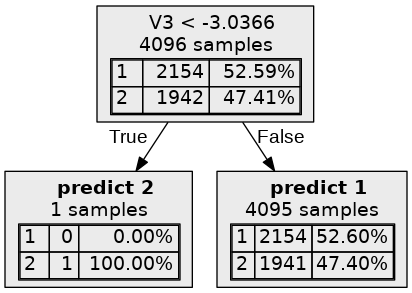 V3 < -3.0366
4096 samples
1 2154 52.59%
2 1942 47.41%
True
False
predict 2
1 samples
1 0 0.00%
2 1 100.00%
predict 1
4095 samples
1 2154 52.60%
2 1941 47.40%